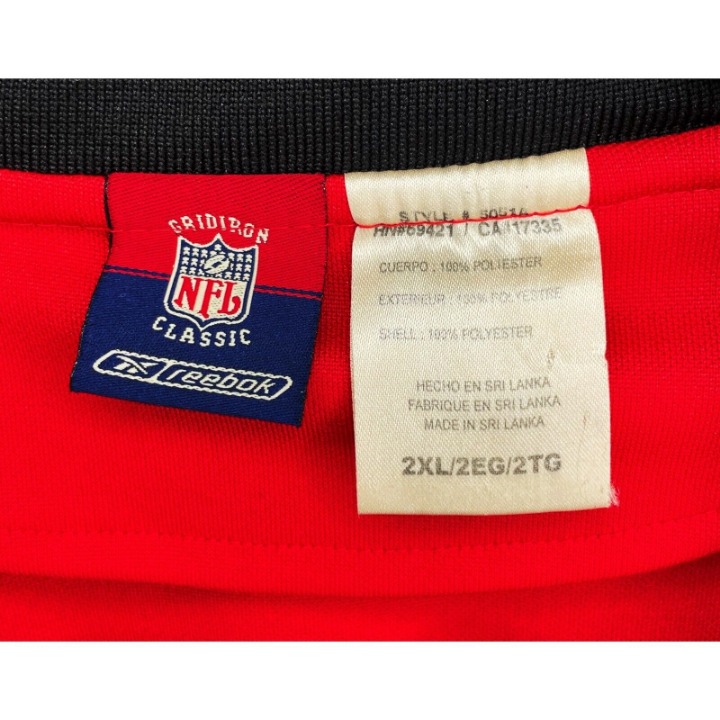 GRIDIRON
NFL
CLASSIC
reebok
STYLE #
RN#69421 / CA#17335
CUERPO : 100% POLIESTER
EXTERIEUR : 100% POLYESTRE
SHELL : 100% POLYESTER
HECHO EN SRI LANKA
FABRIQUE EN SRI LANKA
MADE IN SRI LANKA
2XL/2EG/2TG